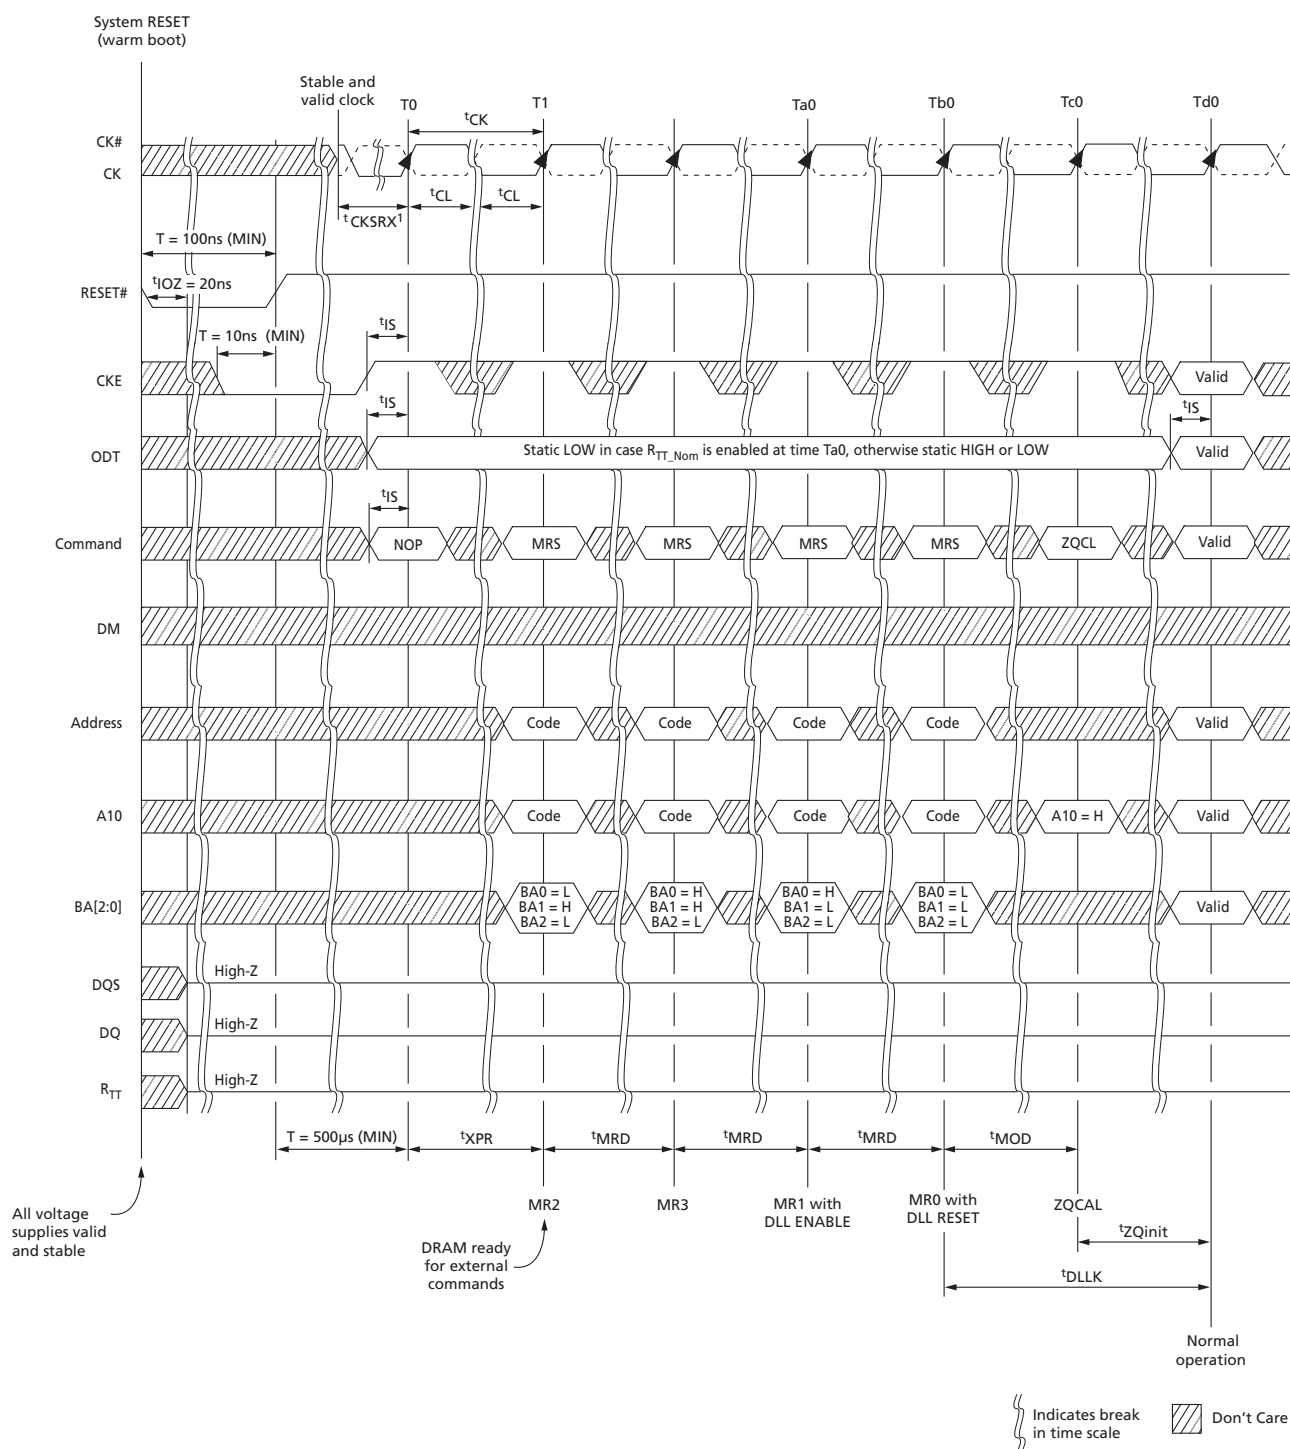 System RESET
(warm boot)
Stable and
valid clock
T0
T1
Ta0
Tb0
Tc0
Td0
tCK
CK#
CK
tCL
tCL
tCKSRX1
T = 100ns (MIN)
tIOZ = 20ns
RESET#
T = 10ns (MIN)
tIS
CKE
Valid
tIS
tIS
ODT
Static LOW in case RTT_Nom is enabled at time Ta0, otherwise static HIGH or LOW
Valid
tIS
Command
NOP
MRS
MRS
MRS
MRS
ZQCL
Valid
DM
Address
Code
Code
Code
Code
Valid
A10
Code
Code
Code
Code
A10 = H
Valid
BA[2:0]
BA0 = L
BA1 = H
BA2 = L
BA0 = H
BA1 = H
BA2 = L
BA0 = H
BA1 = L
BA2 = L
BA0 = L
BA1 = L
BA2 = L
Valid
DQS
High-Z
DQ
High-Z
RTT
High-Z
T = 500µs (MIN)
tXPR
tMRD
tMRD
tMRD
tMOD
All voltage
supplies valid
and stable
MR2
MR3
MR1 with
DLL ENABLE
MR0 with
DLL RESET
ZQCAL
DRAM ready
for external
commands
tZQinit
tDLLK
Normal
operation
Indicates break
in time scale
Don't Care